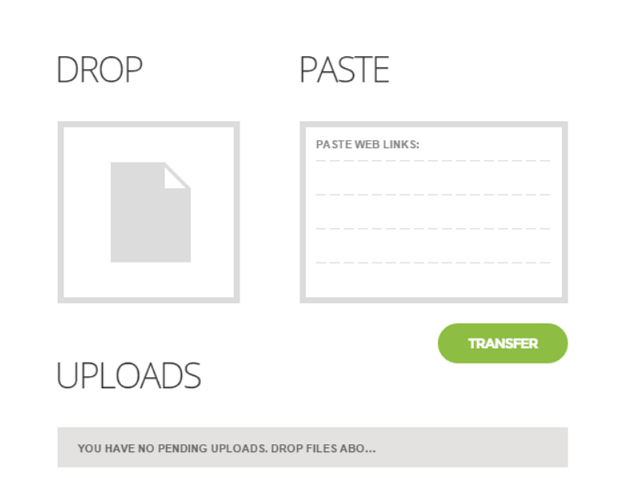 DROP
PASTE
PASTE WEB LINKS:
TRANSFER
UPLOADS
YOU HAVE NO PENDING UPLOADS. DROP FILES ABO...